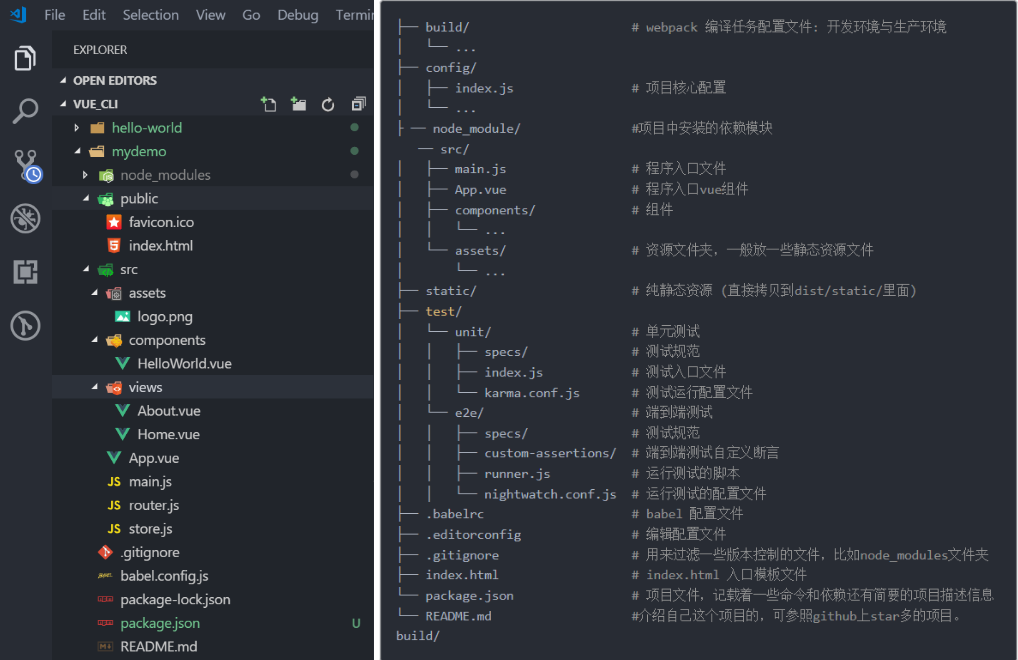 File Edit Selection View Go Debug Termin
EXPLORER
OPEN EDITORS
VUE_CLI
hello-world
mydemo
node_modules
public
favicon.ico
index.html
src
assets
logo.png
components
HelloWorld.vue
views
About.vue
Home.vue
App.vue
JS main.js
JS router.js
JS store.js
.gitignore
babel.config.js
package-lock.json
package.json U
README.md
├── build/ # webpack 编译任务配置文件: 开发环境与生产环境
│ └── ...
├── config/
│ ├── index.js # 项目核心配置
│ └── ...
├ ── node_module/ #项目中安装的依赖模块
── src/
│ ├── main.js # 程序入口文件
│ ├── App.vue # 程序入口vue组件
│ ├── components/ # 组件
│ │ └── ...
│ └── assets/ # 资源文件夹，一般放一些静态资源文件
│ └── ...
├── static/ # 纯静态资源 (直接拷贝到dist/static/里面)
├── test/
│ └── unit/ # 单元测试
│ │ ├── specs/ # 测试规范
│ │ ├── index.js # 测试入口文件
│ │ └── karma.conf.js # 测试运行配置文件
│ └── e2e/ # 端到端测试
│ │ ├── specs/ # 测试规范
│ │ ├── custom-assertions/ # 端到端测试自定义断言
│ │ ├── runner.js # 运行测试的脚本
│ │ └── nightwatch.conf.js # 运行测试的配置文件
├── .babelrc # babel 配置文件
├── .editorconfig # 编辑配置文件
├── .gitignore # 用来过滤一些版本控制的文件，比如node_modules文件夹
├── index.html # index.html 入口模板文件
└── package.json # 项目文件，记载着一些命令和依赖还有简要的项目描述信息
└── README.md #介绍自己这个项目的，可参照github上star多的项目。
build/